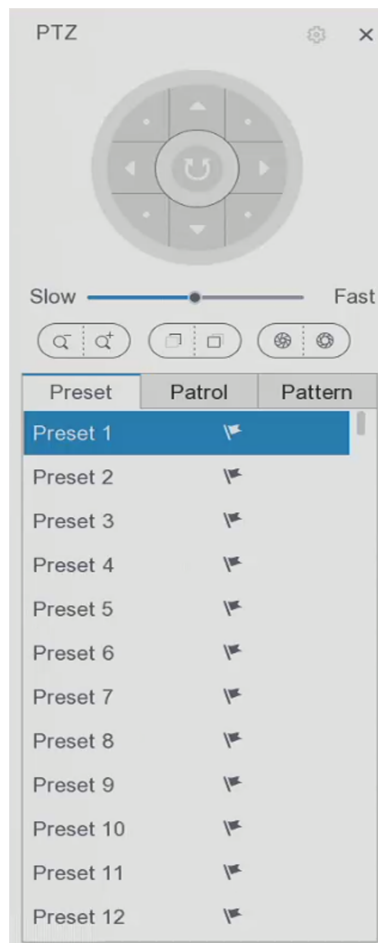 PTZ
Slow Fast
Preset Patrol Pattern
Preset 1
Preset 2
Preset 3
Preset 4
Preset 5
Preset 6
Preset 7
Preset 8
Preset 9
Preset 10
Preset 11
Preset 12